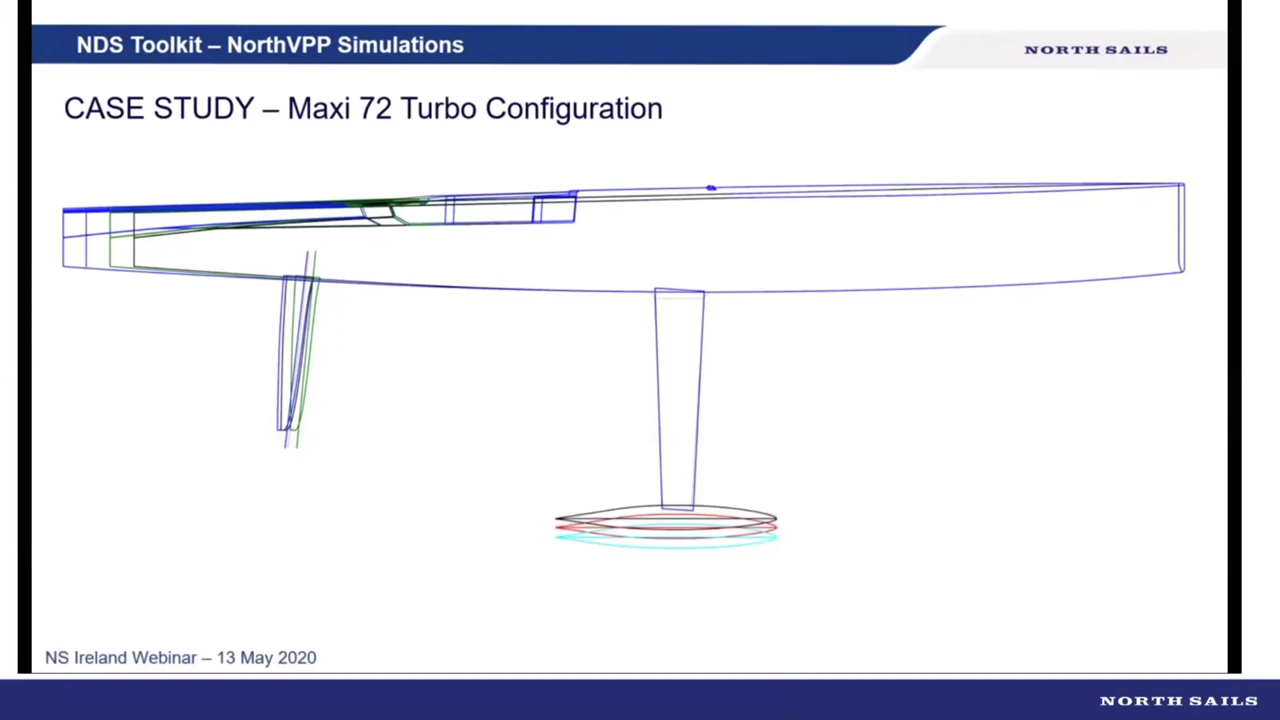 NDS Toolkit – NorthVPP Simulations
NORTH SAILS
CASE STUDY – Maxi 72 Turbo Configuration
NS Ireland Webinar – 13 May 2020
NORTH SAILS